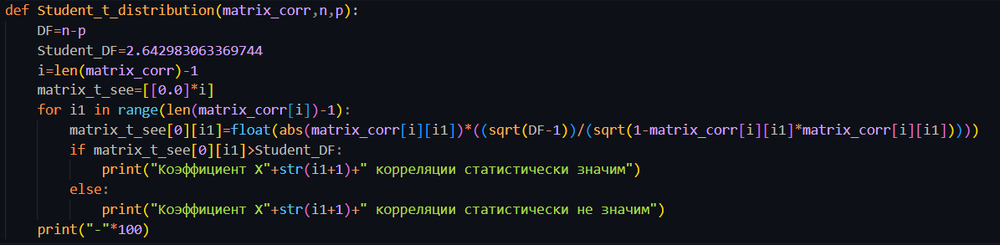 def Student_t_distribution(matrix_corr,n,p):
    DF=n-p
    Student_DF=2.642983063369744
    i=len(matrix_corr)-1
    matrix_t_see=[[0.0]*i]
    for i1 in range(len(matrix_corr[i])-1):
        matrix_t_see[0][i1]=float(abs(matrix_corr[i][i1])*((sqrt(DF-1))/(sqrt(1-matrix_corr[i][i1]*matrix_corr[i][i1]))))
        if matrix_t_see[0][i1]>Student_DF:
            print("Коэффициент X"+str(i1+1)+" корреляции статистически значим")
        else:
            print("Коэффициент X"+str(i1+1)+" корреляции статистически не значим")
    print("-"*100)